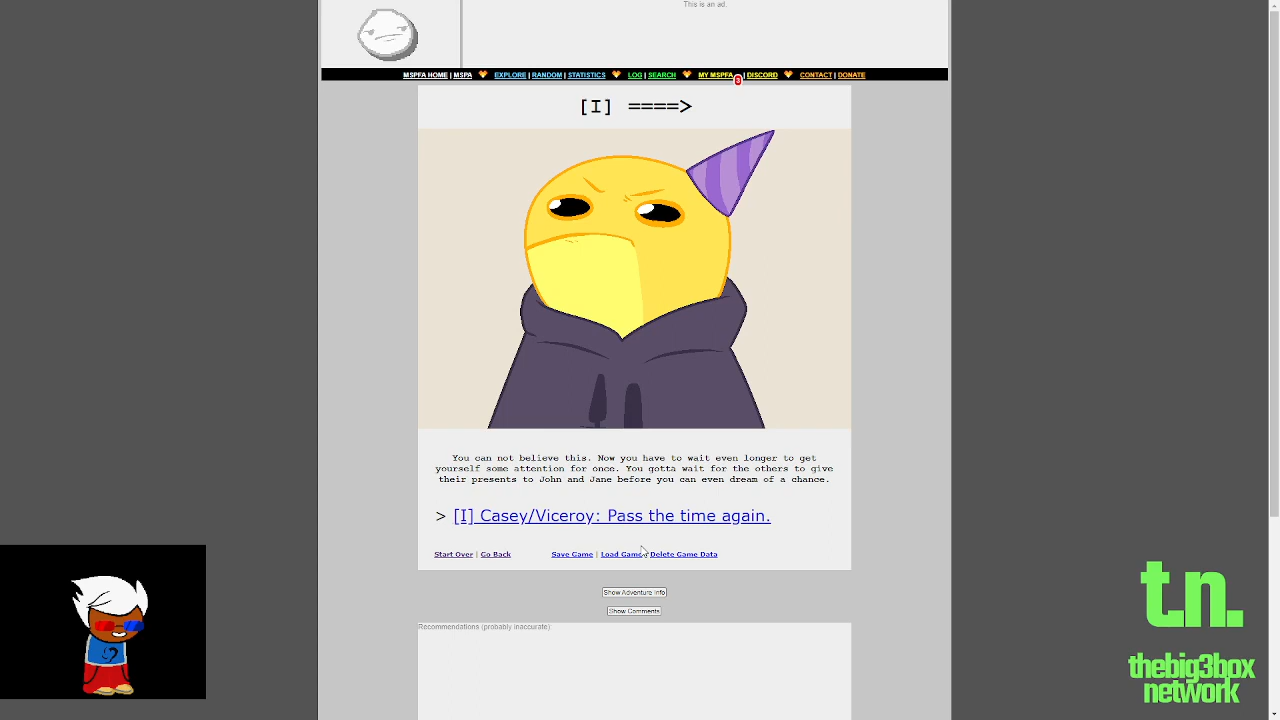 This is an ad.
MSPFA HOME | MSPA EXPLORE | RANDOM | STATISTICS LOG | SEARCH MY MSPFA | DISCORD CONTACT | DONATE
3
[I] ====>
You can not believe this. Now you have to wait even longer to get
yourself some attention for once. You gotta wait for the others to give
their presents to John and Jane before you can even dream of a chance.
> [I] Casey/Viceroy: Pass the time again.
Start Over | Go Back Save Game | Load Game Delete Game Data
Show Adventure Info
Show Comments
Recommendations (probably inaccurate):
t.n.
thebig3box
network